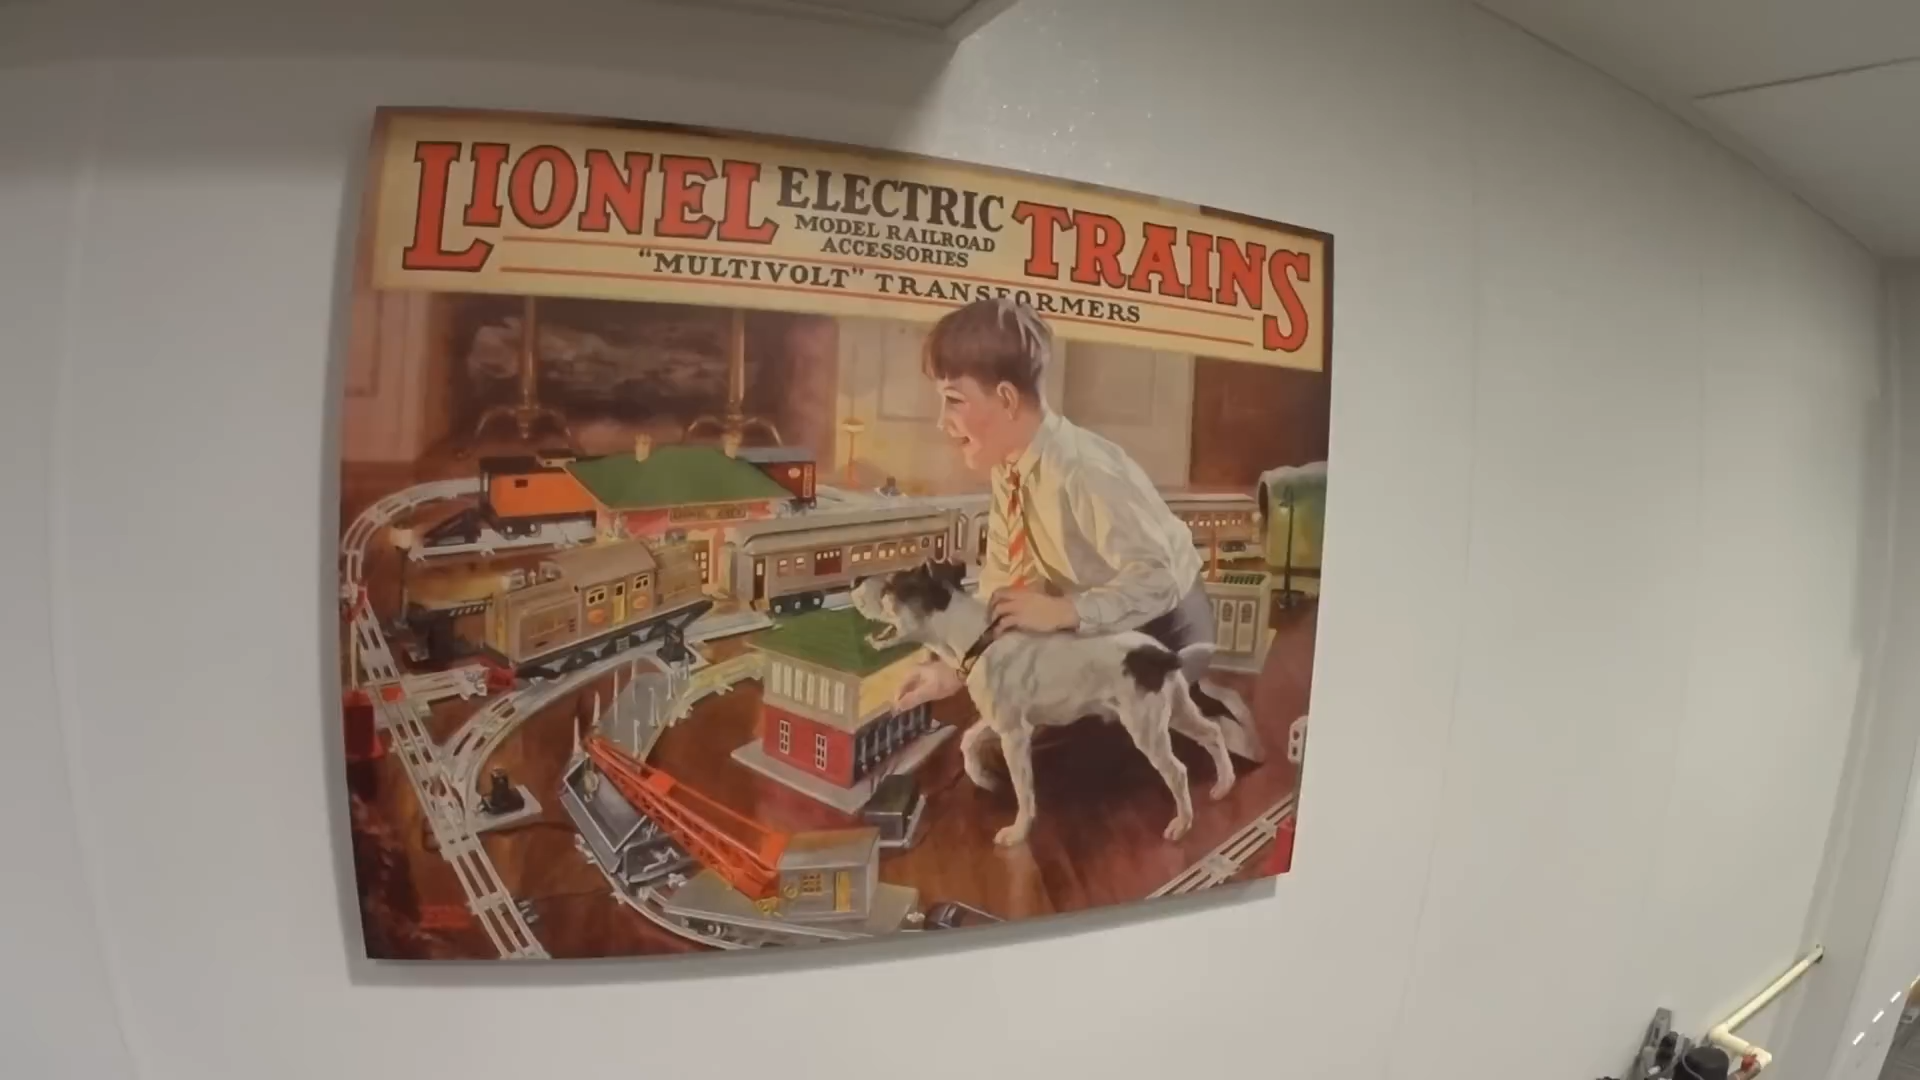 LIONEL ELECTRIC TRAINS
MODEL RAILROAD
ACCESSORIES
"MULTIVOLT" TRANSFORMERS